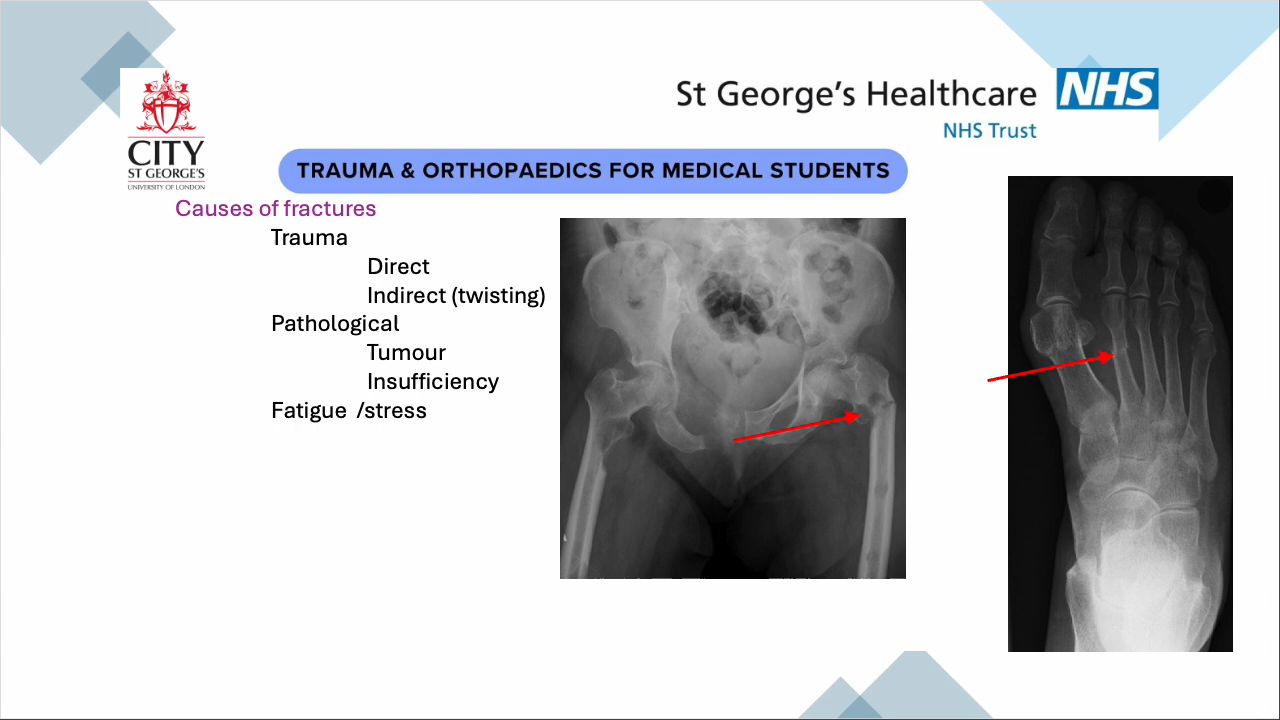 St George's Healthcare NHS
NHS Trust
CITY
ST GEORGE'S
UNIVERSITY OF LONDON
TRAUMA & ORTHOPAEDICS FOR MEDICAL STUDENTS
Causes of fractures
Trauma
Direct
Indirect (twisting)
Pathological
Tumour
Insufficiency
Fatigue /stress